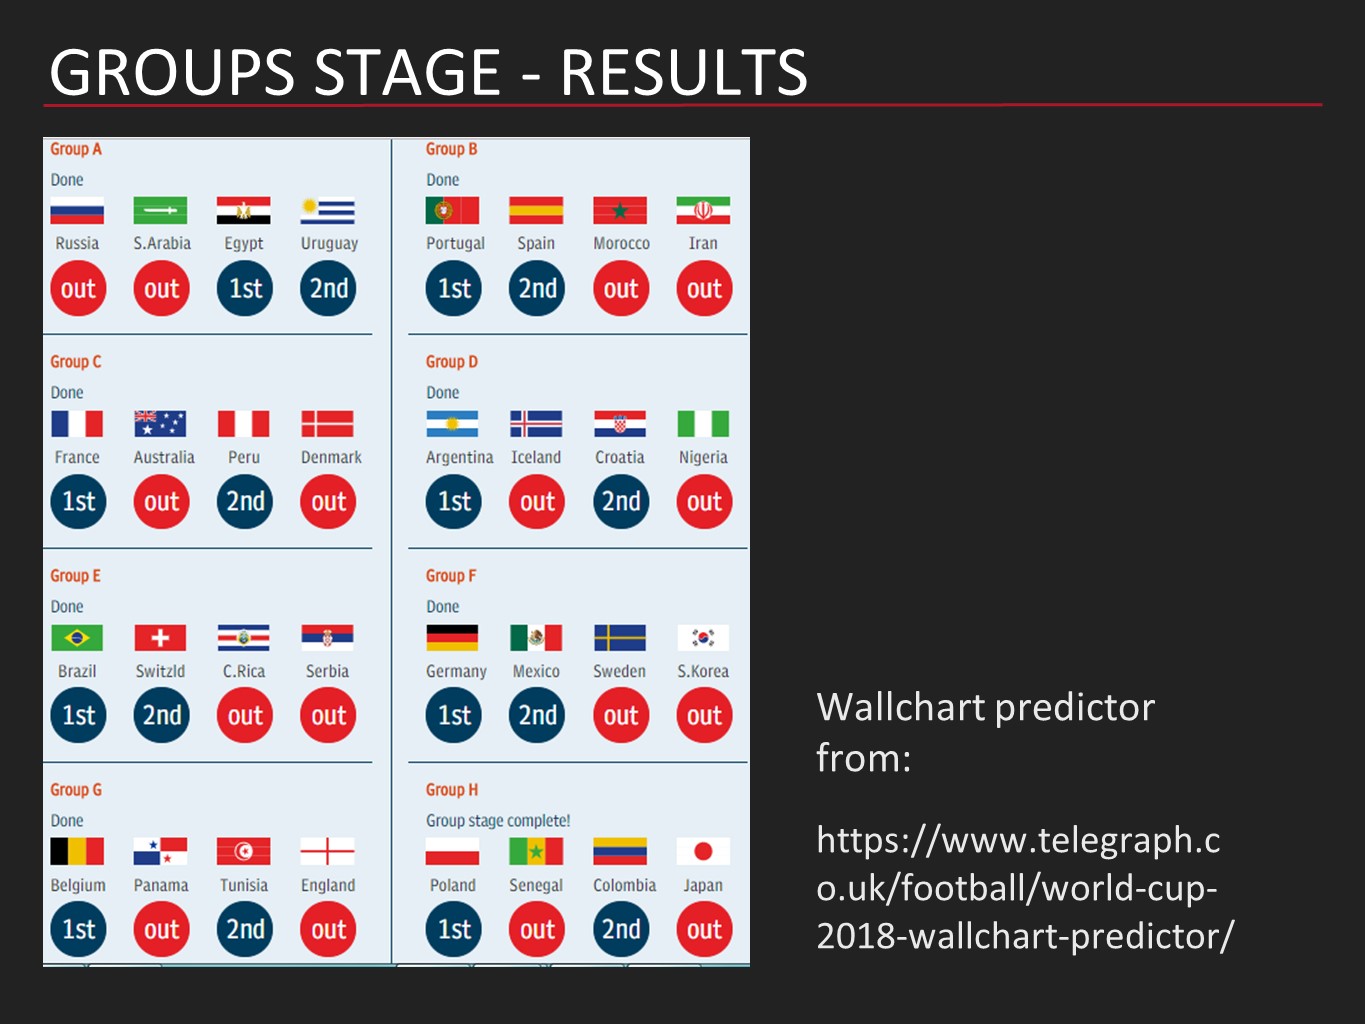 GROUPS STAGE - RESULTS
Group A
Done
Russia S.Arabia Egypt Uruguay
out out 1st 2nd
Group B
Done
Portugal Spain Morocco Iran
1st 2nd out out
Group C
Done
France Australia Peru Denmark
1st out 2nd out
Group D
Done
Argentina Iceland Croatia Nigeria
1st out 2nd out
Group E
Done
Brazil Switzld C.Rica Serbia
1st 2nd out out
Group F
Done
Germany Mexico Sweden S.Korea
1st 2nd out out
Group G
Done
Belgium Panama Tunisia England
1st out 2nd out
Group H
Group stage complete!
Poland Senegal Colombia Japan
1st out 2nd out
Wallchart predictor
from:
https://www.telegraph.c
o.uk/football/world-cup-
2018-wallchart-predictor/